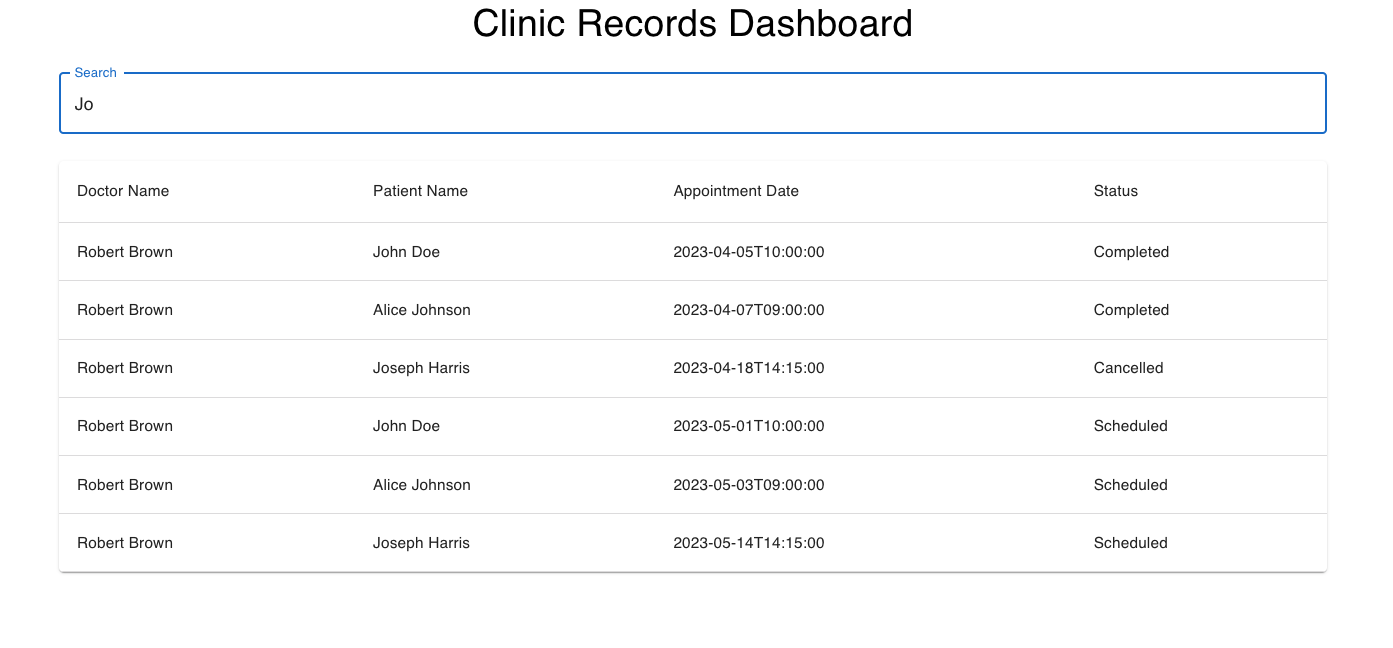 Clinic Records Dashboard
Search
Jo
Doctor Name Patient Name Appointment Date Status
Robert Brown John Doe 2023-04-05T10:00:00 Completed
Robert Brown Alice Johnson 2023-04-07T09:00:00 Completed
Robert Brown Joseph Harris 2023-04-18T14:15:00 Cancelled
Robert Brown John Doe 2023-05-01T10:00:00 Scheduled
Robert Brown Alice Johnson 2023-05-03T09:00:00 Scheduled
Robert Brown Joseph Harris 2023-05-14T14:15:00 Scheduled